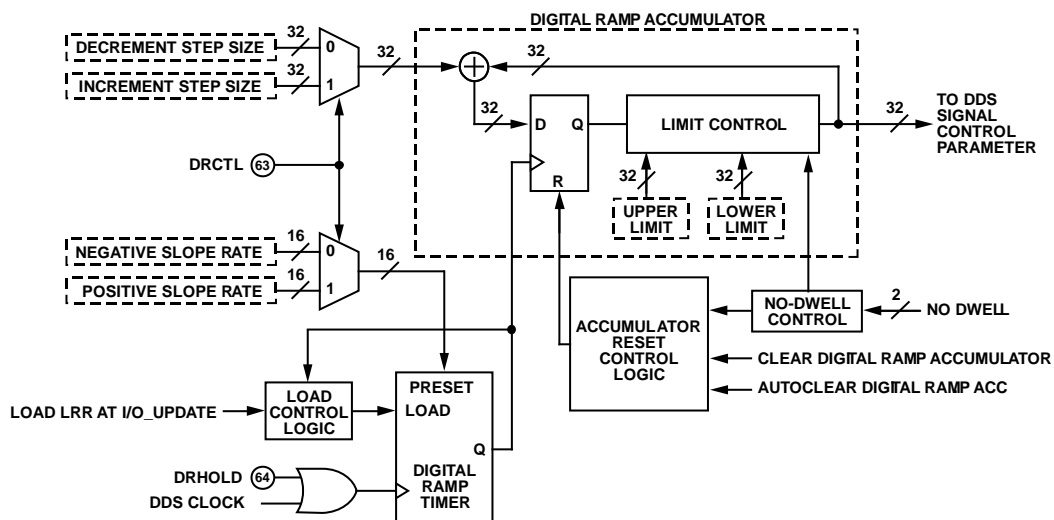 DIGITAL RAMP ACCUMULATOR
DECREMENT STEP SIZE
32
0
INCREMENT STEP SIZE
32
1
32
32
32
D
Q
R
LIMIT CONTROL
32
TO DDS
SIGNAL
CONTROL
PARAMETER
DRCTL
63
32
32
UPPER
LIMIT
LOWER
LIMIT
NEGATIVE SLOPE RATE
16
0
POSITIVE SLOPE RATE
16
1
16
ACCUMULATOR
RESET
CONTROL
LOGIC
NO-DWELL
CONTROL
2
NO DWELL
CLEAR DIGITAL RAMP ACCUMULATOR
AUTOCLEAR DIGITAL RAMP ACC
LOAD LRR AT I/O_UPDATE
LOAD
CONTROL
LOGIC
PRESET
LOAD
Q
DIGITAL
RAMP
TIMER
DRHOLD
64
DDS CLOCK